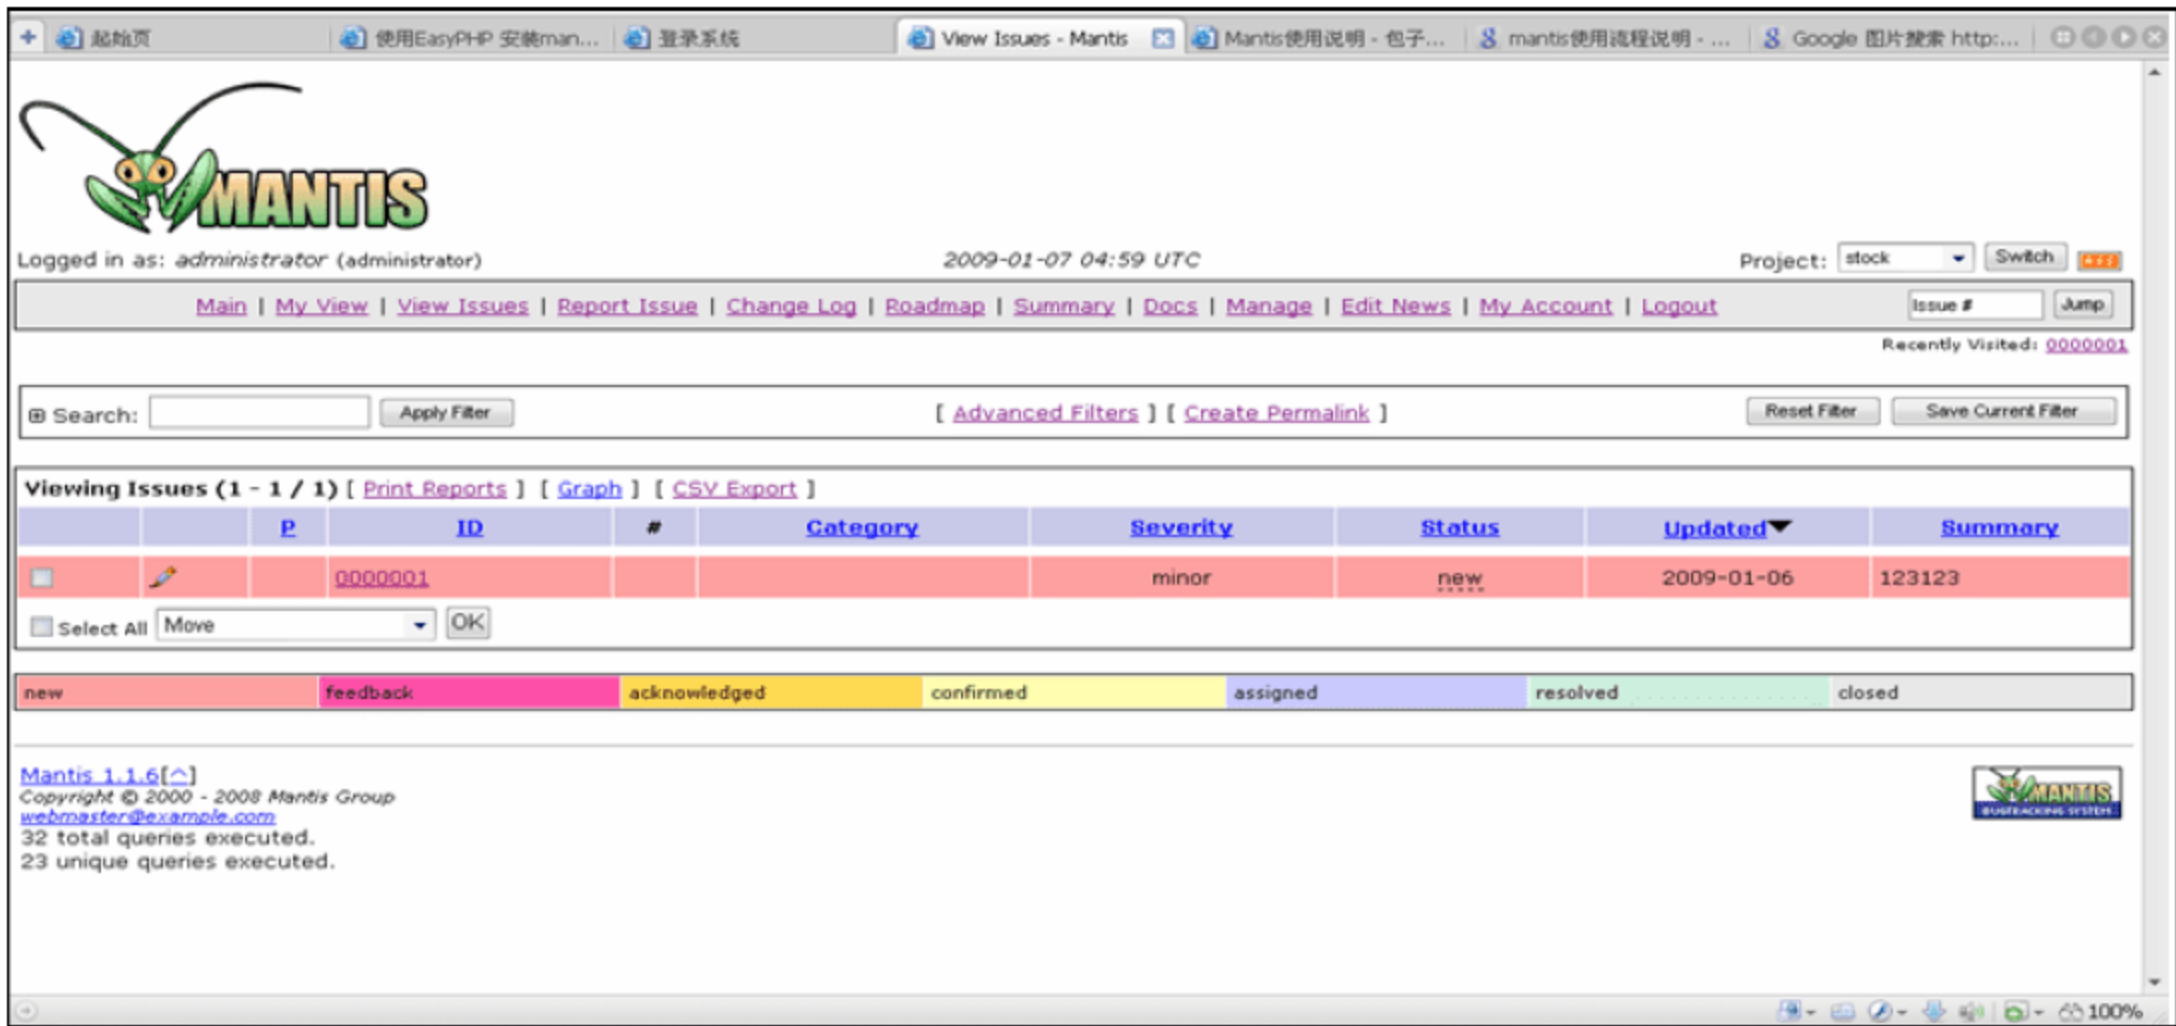 起始页 使用EasyPHP 安装man... 登录系统 View Issues - Mantis Mantis使用说明 - 包子... mantis使用流程说明 - ... Google 图片搜索 http:...
MANTIS
Logged in as: administrator (administrator) 2009-01-07 04:59 UTC Project: stock Switch RSS
Main | My View | View Issues | Report Issue | Change Log | Roadmap | Summary | Docs | Manage | Edit News | My Account | Logout Issue # Jump
Recently Visited: 0000001
Search: Apply Filter [ Advanced Filters ] [ Create Permalink ] Reset Filter Save Current Filter
Viewing Issues (1 - 1 / 1) [ Print Reports ] [ Graph ] [ CSV Export ]
P ID # Category Severity Status Updated Summary
0000001 minor new 2009-01-06 123123
Select All Move OK
new feedback acknowledged confirmed assigned resolved closed
Mantis 1.1.6[^]
Copyright © 2000 - 2008 Mantis Group
webmaster@example.com
32 total queries executed.
23 unique queries executed.
MANTIS
BUGTRACKING SYSTEM
100%